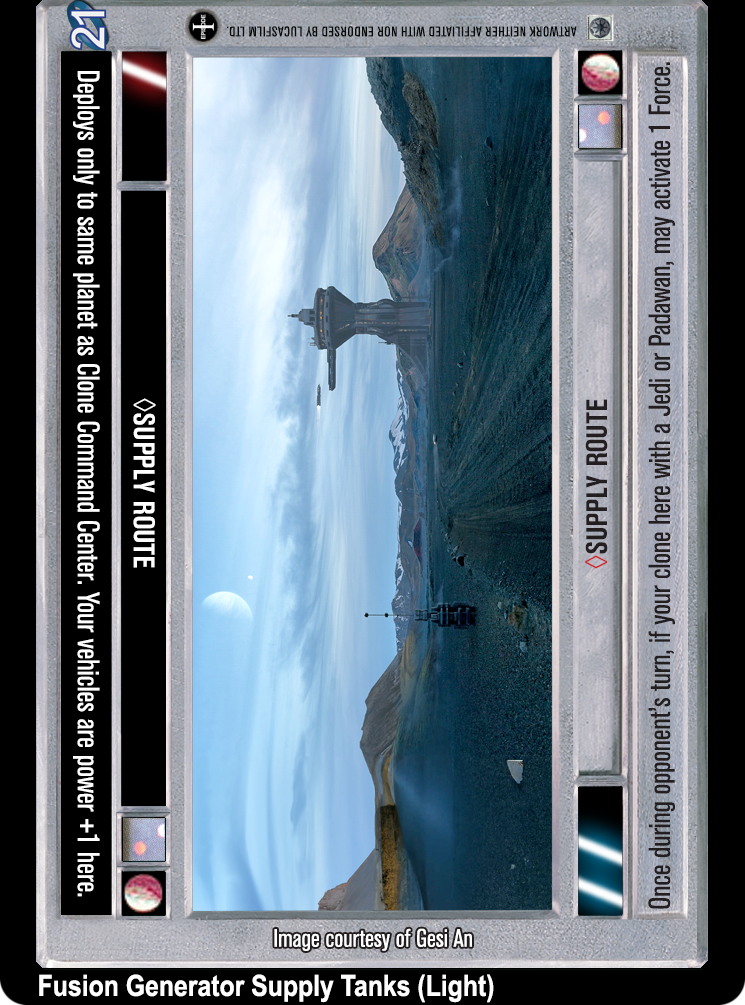 21
EPISODE
I
ARTWORK NEITHER AFFILIATED WITH NOR ENDORSED BY LUCASFILM LTD.
Deploys only to same planet as Clone Command Center. Your vehicles are power +1 here.
◊SUPPLY ROUTE
◊SUPPLY ROUTE
Once during opponent's turn, if your clone here with a Jedi or Padawan, may activate 1 Force.
Image courtesy of Gesi An
Fusion Generator Supply Tanks (Light)